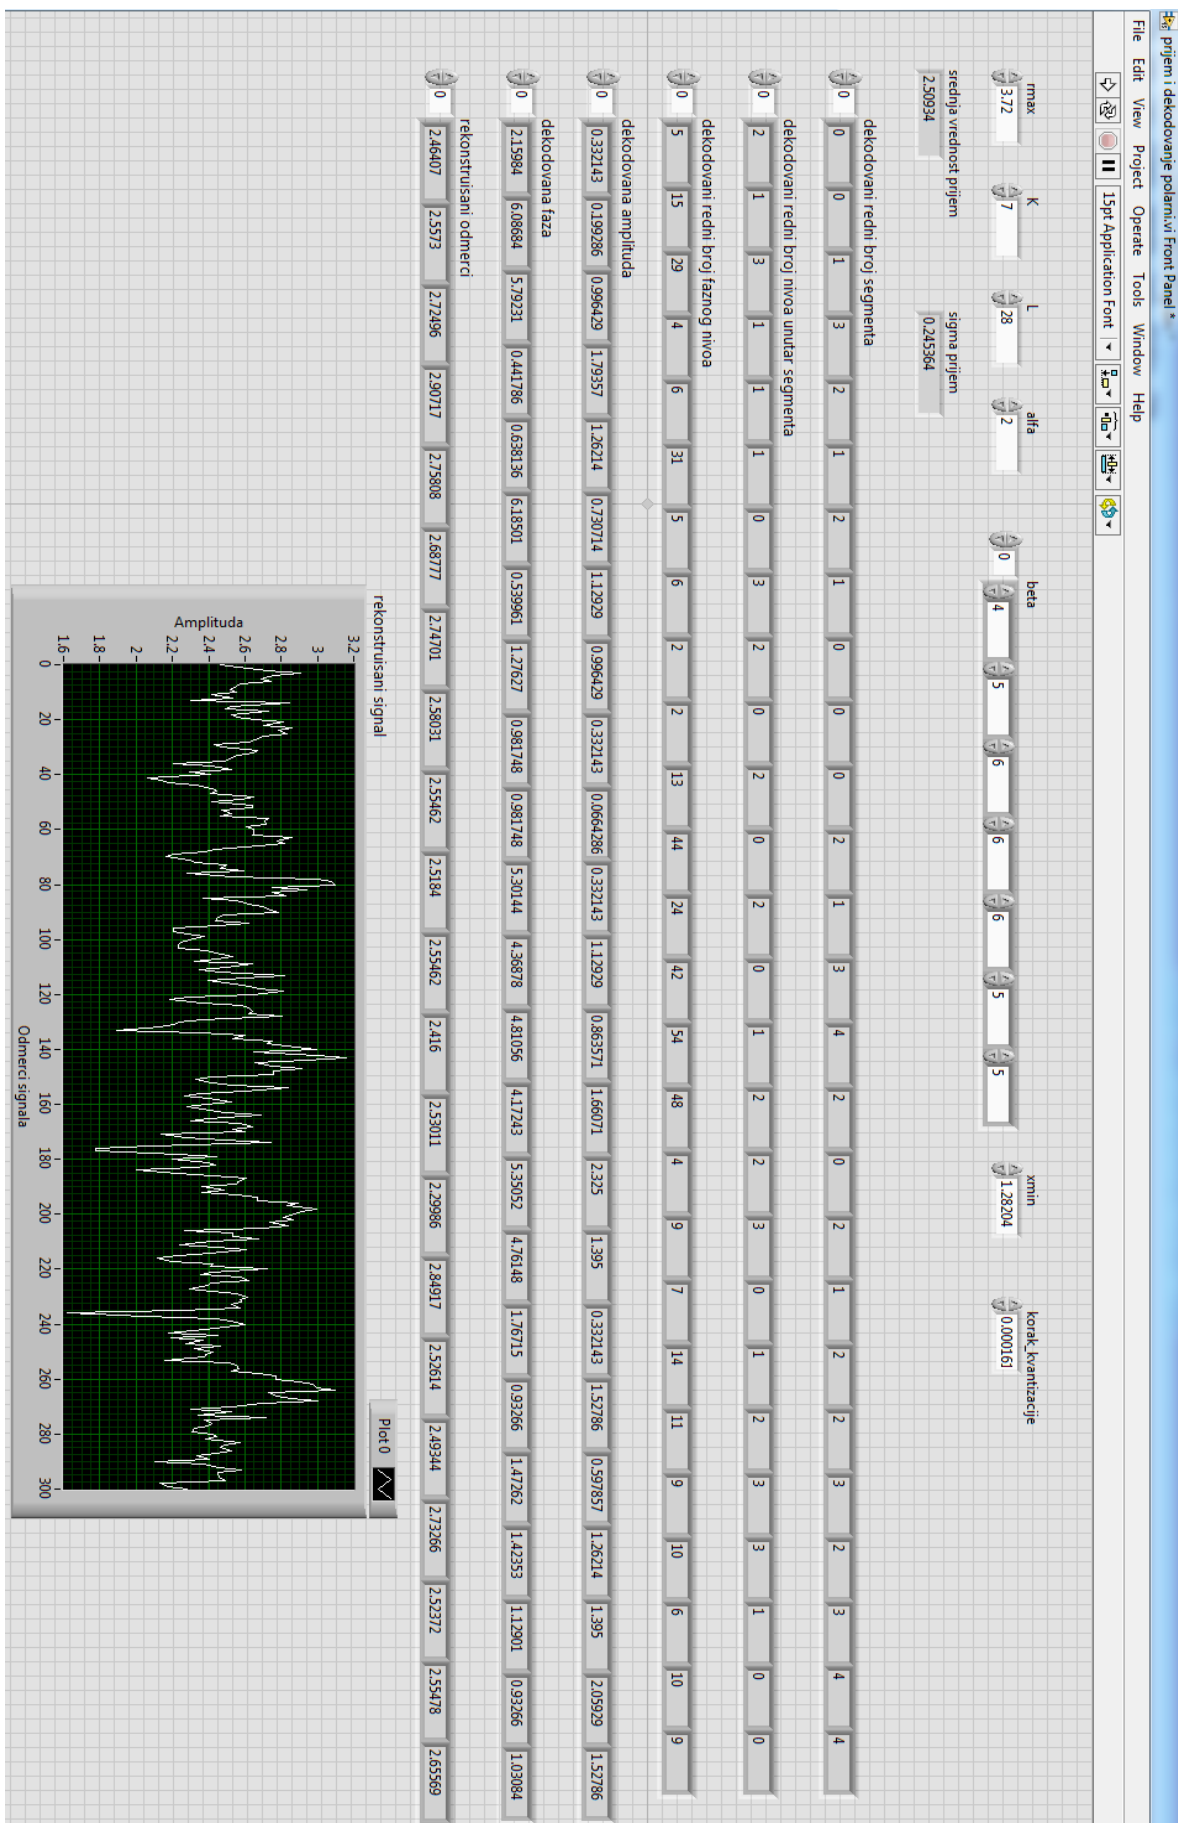 prijem i dekodovanje polarni.vi Front Panel *
File Edit View Project Operate Tools Window Help
15pt Application Font
rmax K L alfa beta xmin korak_kvantizacije
3.72 7 28 2 0 4 5 6 6 6 5 5 1.28204 0.000161
srednja vrednost prijem sigma prijem
2.50934 0.245364
dekodovani redni broj segmenta
0 0 0 1 3 2 1 2 1 0 0 0 2 1 3 4 2 0 2 1 2 2 3 2 3 4 4
dekodovani redni broj nivoa unutar segmenta
0 2 1 3 1 1 1 0 3 2 0 2 0 2 0 1 2 2 3 0 1 2 3 3 1 0 0
dekodovani redni broj faznog nivoa
0 5 15 29 4 6 31 5 6 2 2 13 44 24 42 54 48 4 9 7 14 11 9 10 6 10 9
dekodovana amplituda
0 0.332143 0.199286 0.996429 1.79357 1.26214 0.730714 1.12929 0.996429 0.332143 0.0664286 0.332143 1.12929 0.863571 1.66071 2.325 1.395 0.332143 1.52786 0.597857 1.26214 1.395 2.05929 1.52786
dekodovana faza
0 2.15984 6.08684 5.79231 0.441786 0.638136 6.18501 0.539961 1.27627 0.981748 0.981748 5.30144 4.36878 4.81056 4.17243 5.35052 4.76148 1.76715 0.93266 1.47262 1.42353 1.12901 0.93266 1.03084
rekonstruisani odmerci
0 2.46407 2.5573 2.72496 2.90717 2.75808 2.68777 2.74701 2.58031 2.55462 2.5184 2.55462 2.416 2.53011 2.29986 2.84917 2.52614 2.49344 2.73266 2.52372 2.55478 2.65569
rekonstruisani signal
Plot 0
Amplituda
3.2
3
2.8
2.6
2.4
2.2
2
1.8
1.6
0 20 40 60 80 100 120 140 160 180 200 220 240 260 280 300
Odmerci signala